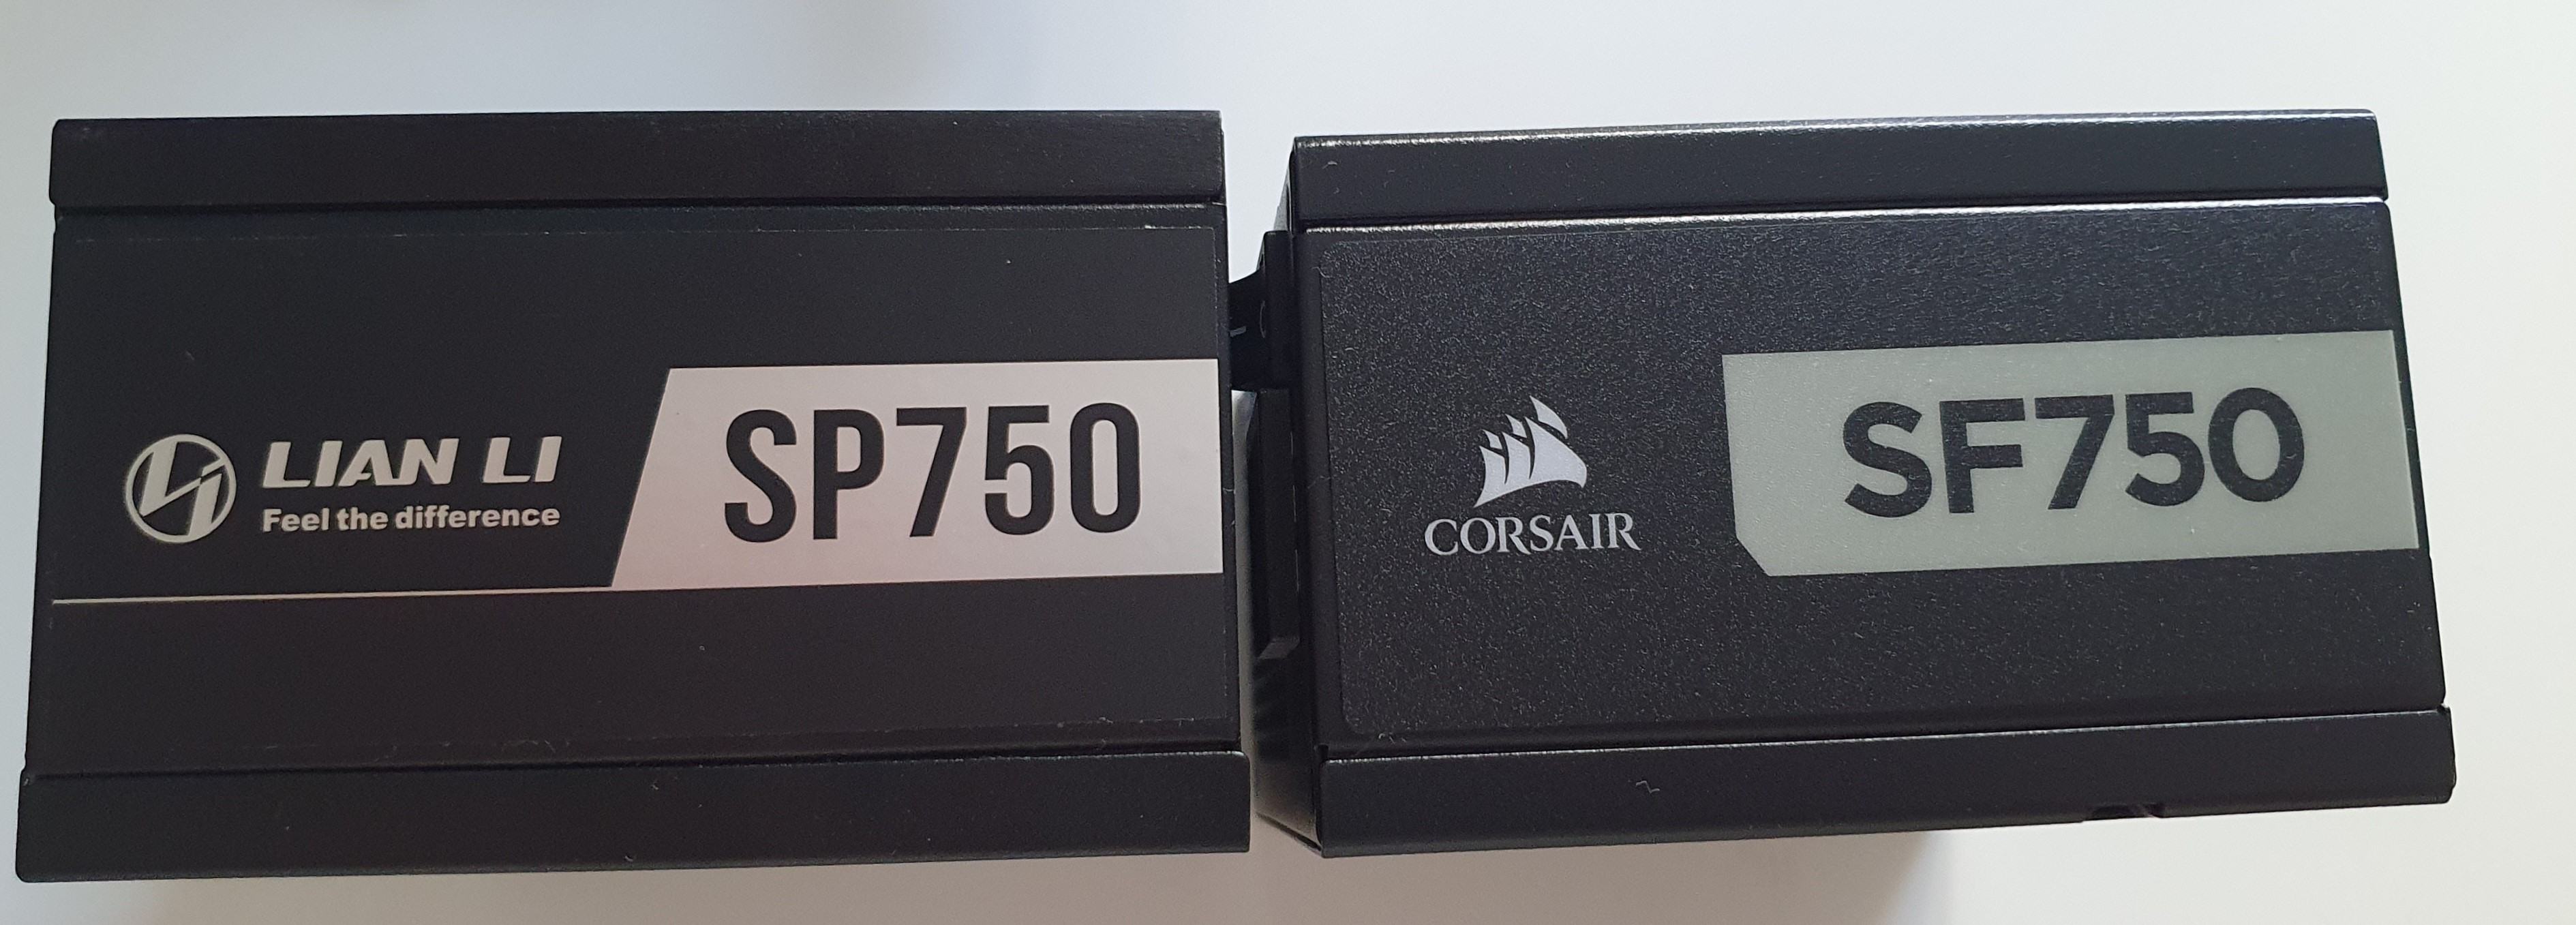 LIAN LI
Feel the difference
SP750
CORSAIR
SF750